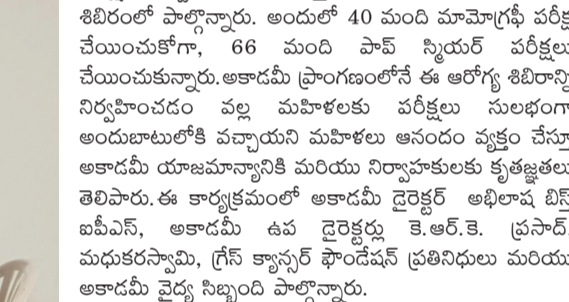 శిబిరంలో పాల్గొన్నారు. అందులో 40 మంది మామోగ్రఫీ పరీక్ష
చేయించుకోగా, 66 మంది పాప్ స్మియర్ పరీక్షలు
చేయించుకున్నారు.అకాడమీ ప్రాంగణంలోనే ఈ ఆరోగ్య శిబిరాన్ని
నిర్వహించడం వల్ల మహిళలకు పరీక్షలు సులభంగా
అందుబాటులోకి వచ్చాయని మహిళలు ఆనందం వ్యక్తం చేస్తూ
అకాడమీ యాజమాన్యానికి మరియు నిర్వాహకులకు కృతజ్ఞతలు
తెలిపారు.ఈ కార్యక్రమంలో అకాడమీ డైరెక్టర్ అభిలాష బిస్త్
ఐపీఎస్, అకాడమీ ఉప డైరెక్టర్లు కె.ఆర్.కె. ప్రసాద్,
మధుకరస్వామి, గ్రేస్ క్యాన్సర్ ఫౌండేషన్ ప్రతినిధులు మరియు
అకాడమీ వైద్య సిబ్బంది పాల్గొన్నారు.